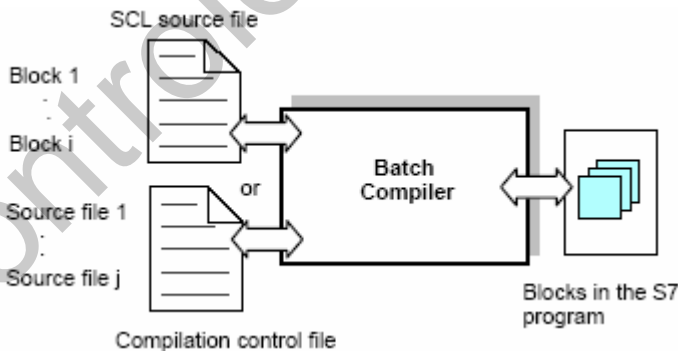 SCL source file
Block 1
:
Block i
or
Source file 1
:
Source file j
Compilation control file
Batch
Compiler
Blocks in the S7
program